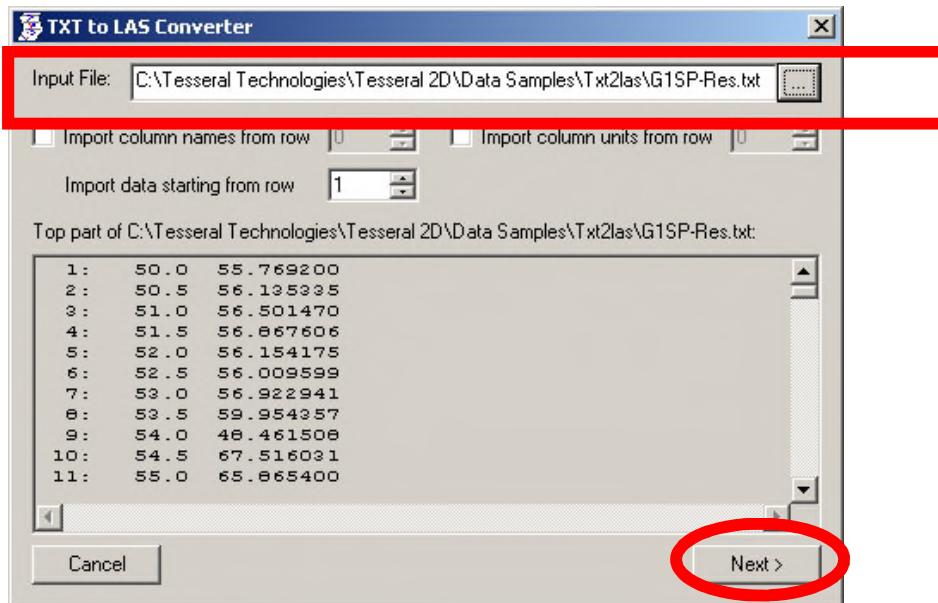 TXT to LAS Converter
Input File: C:\Tesseral Technologies\Tesseral 2D\Data Samples\Txt2las\G1SP-Res.txt ...
Import column names from row 0 Import column units from row 0
Import data starting from row 1
Top part of C:\Tesseral Technologies\Tesseral 2D\Data Samples\Txt2las\G1SP-Res.txt:
1: 50.0 55.769200
2: 50.5 56.135335
3: 51.0 56.501470
4: 51.5 56.867606
5: 52.0 56.154175
6: 52.5 56.009599
7: 53.0 56.922941
8: 53.5 59.954357
9: 54.0 48.461508
10: 54.5 67.516031
11: 55.0 65.865400
Cancel Next >